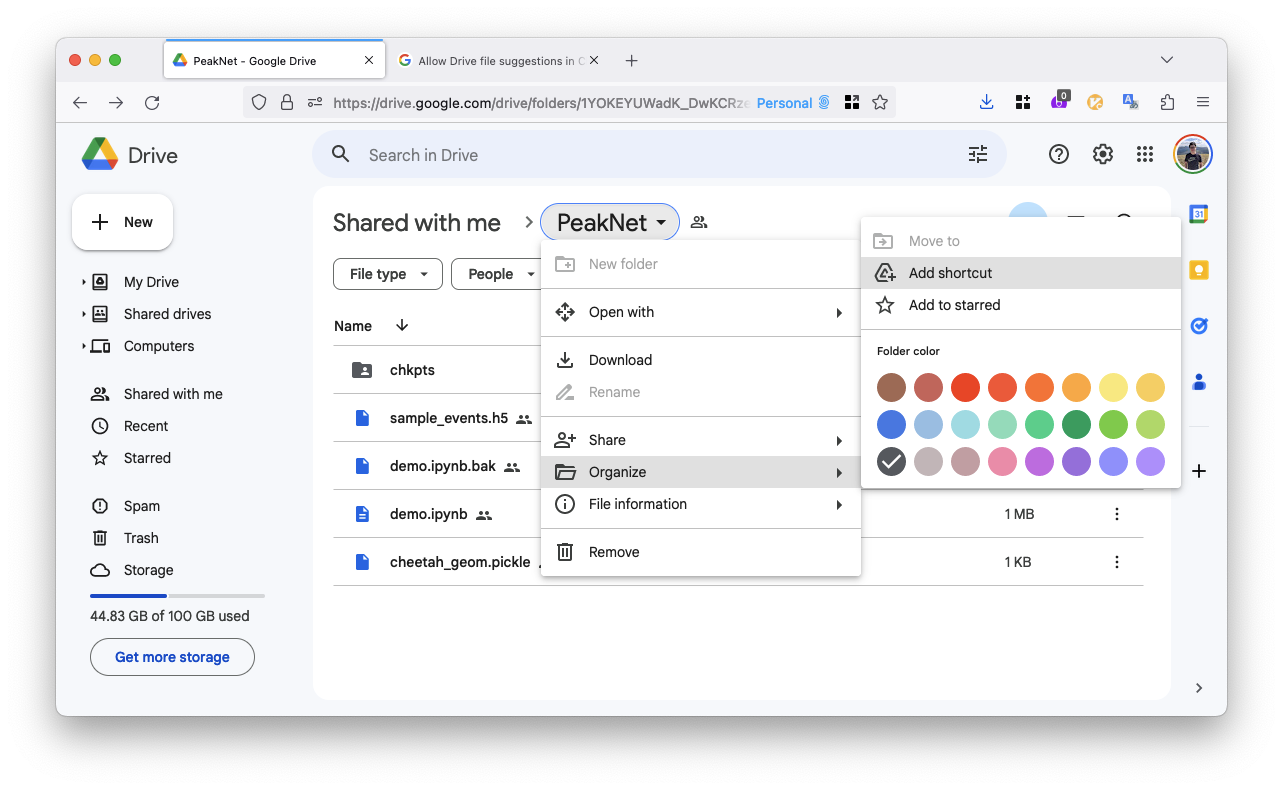 PeakNet - Google Drive
Allow Drive file suggestions in C
https://drive.google.com/drive/folders/1YOKEYUWadK_DwKCRze
Personal
0
Drive
Search in Drive
New
My Drive
Shared drives
Computers
Shared with me
Recent
Starred
Spam
Trash
Storage
44.83 GB of 100 GB used
Get more storage
Shared with me
PeakNet
File type
People
Name
chkpts
sample_events.h5
demo.ipynb.bak
demo.ipynb
1 MB
cheetah_geom.pickle
1 KB
New folder
Open with
Download
Rename
Share
Organize
File information
Remove
Move to
Add shortcut
Add to starred
Folder color
31